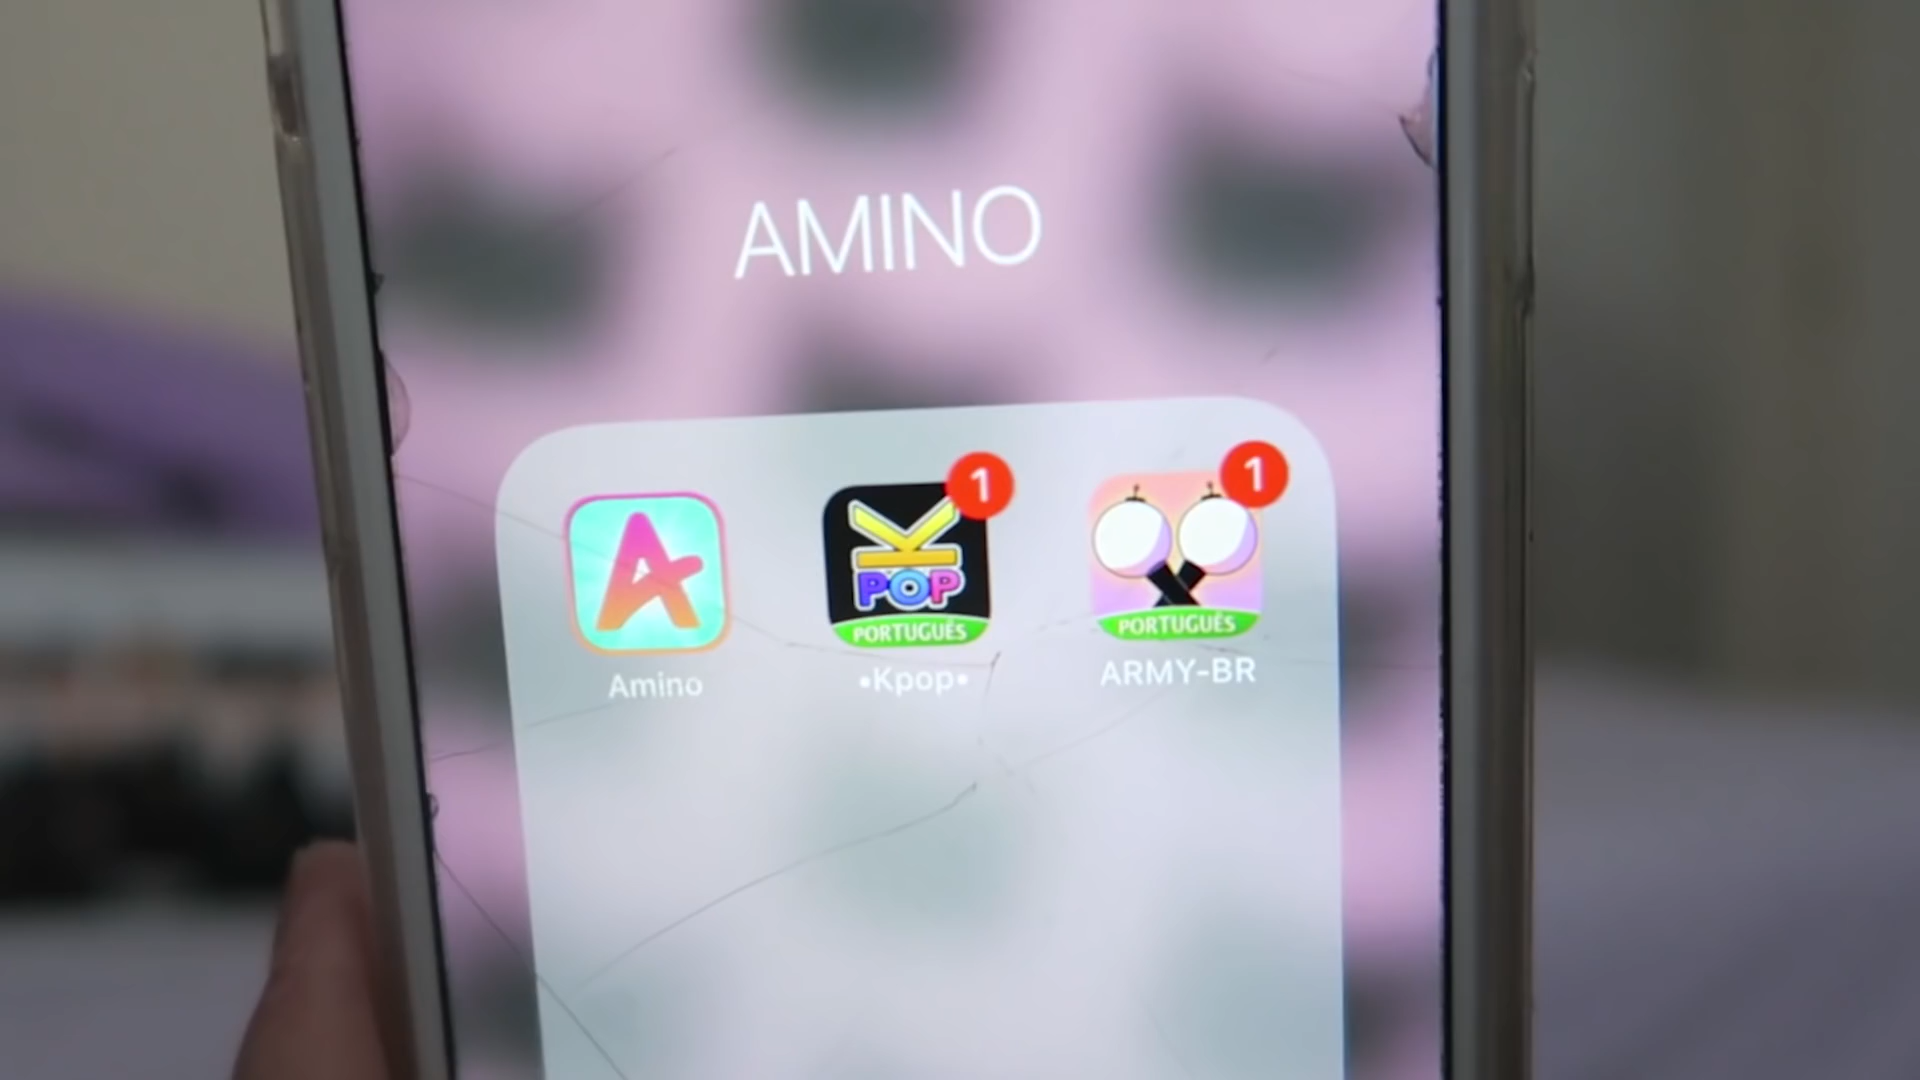 AMINO
1
1
K
POP
PORTUGUÊS
PORTUGUÊS
Amino
•Kpop•
ARMY-BR